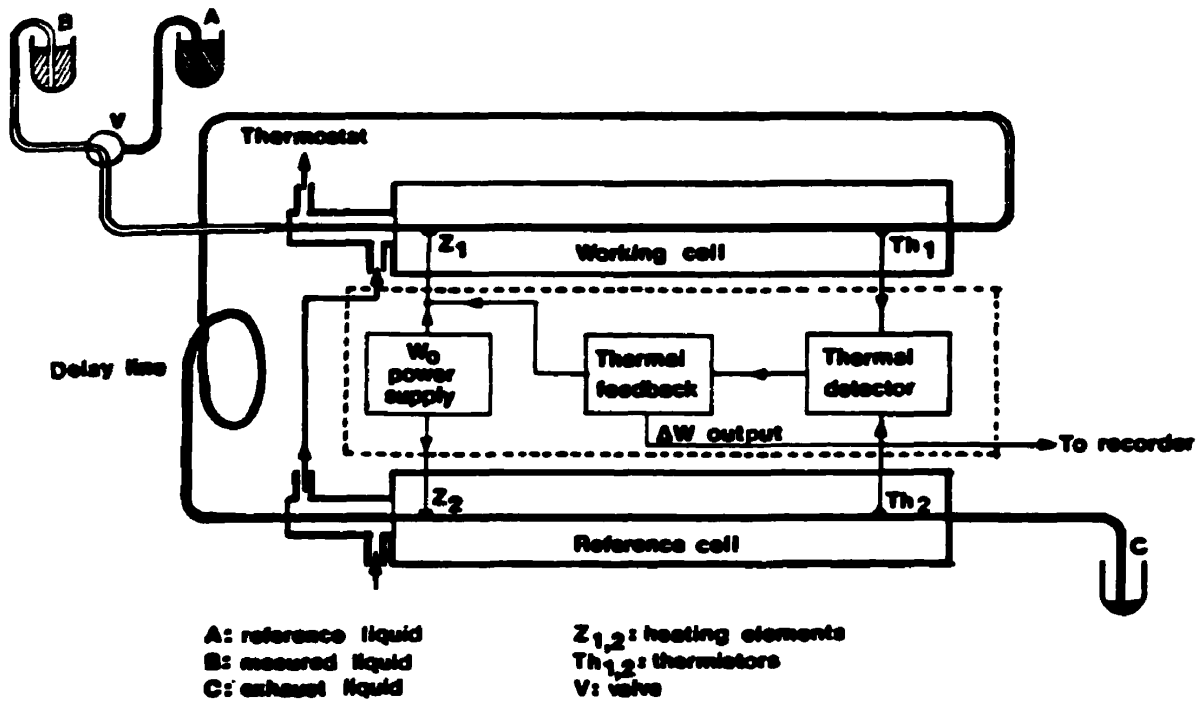 B
A
V
Thermostat
Z1
Th1
Working cell
Delay line
W0
power
supply
Thermal
feedback
Thermal
detector
ΔW output
To recorder
Z2
Th2
Reference cell
C
A: reference liquid
B: mesured liquid
C: exhaust liquid
Z1,2: heating elements
Th1,2: thermistors
V: valve